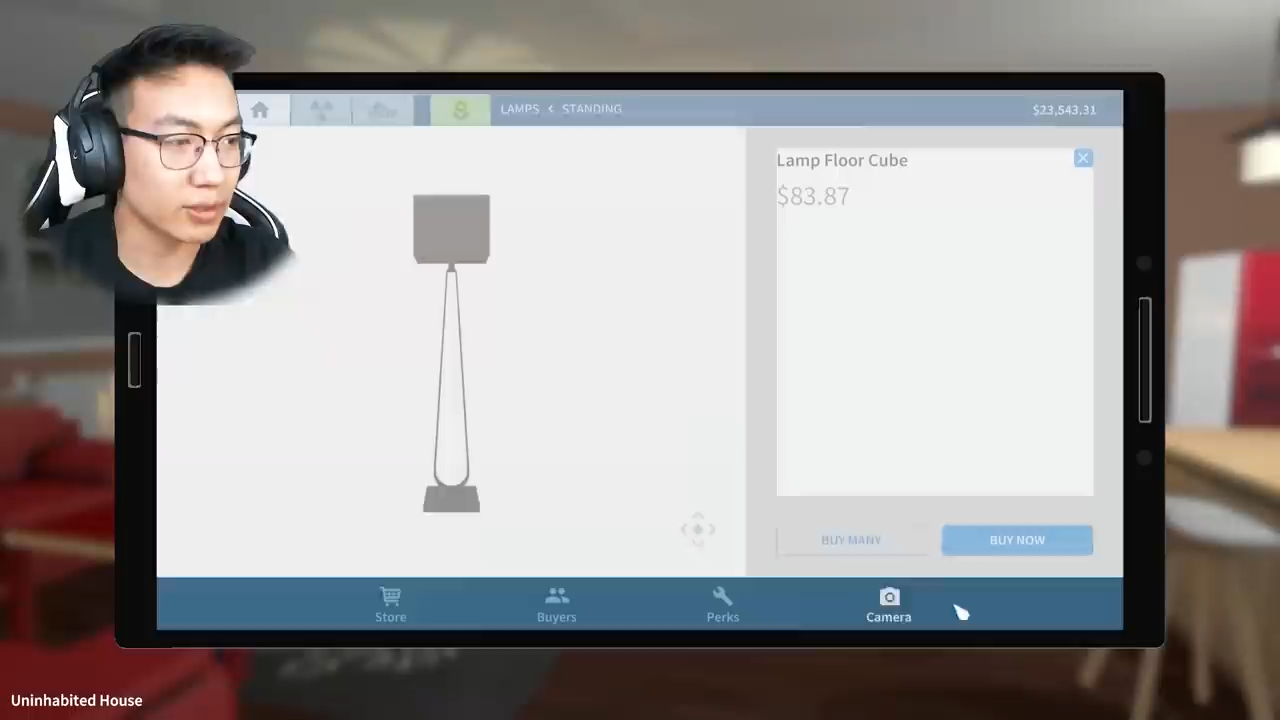 LAMPS < STANDING
$23,543.31
Lamp Floor Cube
$83.87
BUY MANY
BUY NOW
Store
Buyers
Perks
Camera
Uninhabited House